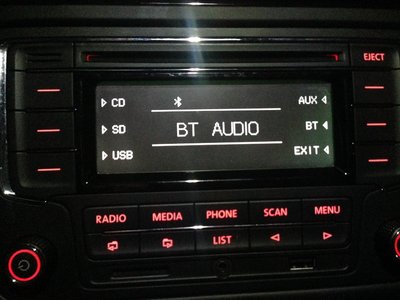 EJECT
CD AUX
SD BT AUDIO BT
USB EXIT
RADIO MEDIA PHONE SCAN MENU
LIST